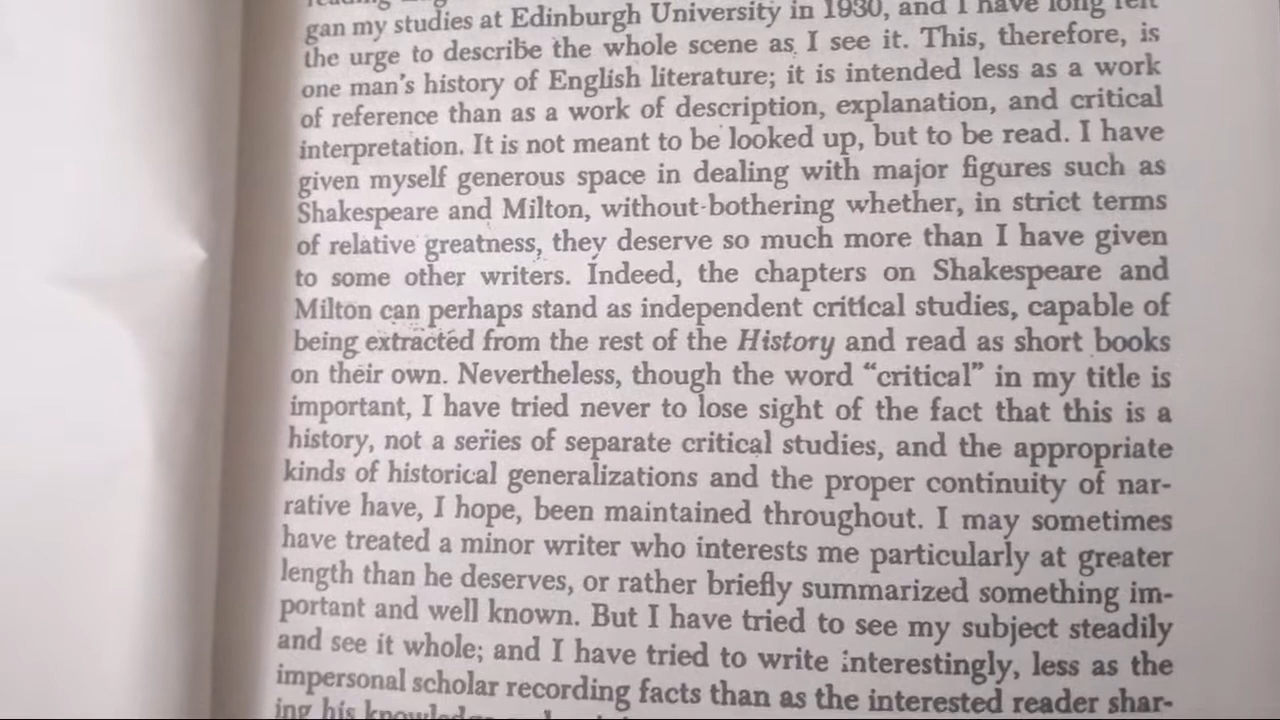 gan my studies at Edinburgh University in 1930, and I have long felt
the urge to describe the whole scene as I see it. This, therefore, is
one man's history of English literature; it is intended less as a work
of reference than as a work of description, explanation, and critical
interpretation. It is not meant to be looked up, but to be read. I have
given myself generous space in dealing with major figures such as
Shakespeare and Milton, without bothering whether, in strict terms
of relative greatness, they deserve so much more than I have given
to some other writers. Indeed, the chapters on Shakespeare and
Milton can perhaps stand as independent critical studies, capable of
being extracted from the rest of the History and read as short books
on their own. Nevertheless, though the word “critical” in my title is
important, I have tried never to lose sight of the fact that this is a
history, not a series of separate critical studies, and the appropriate
kinds of historical generalizations and the proper continuity of nar-
rative have, I hope, been maintained throughout. I may sometimes
have treated a minor writer who interests me particularly at greater
length than he deserves, or rather briefly summarized something im-
portant and well known. But I have tried to see my subject steadily
and see it whole; and I have tried to write interestingly, less as the
impersonal scholar recording facts than as the interested reader shar-
ing his knowledge